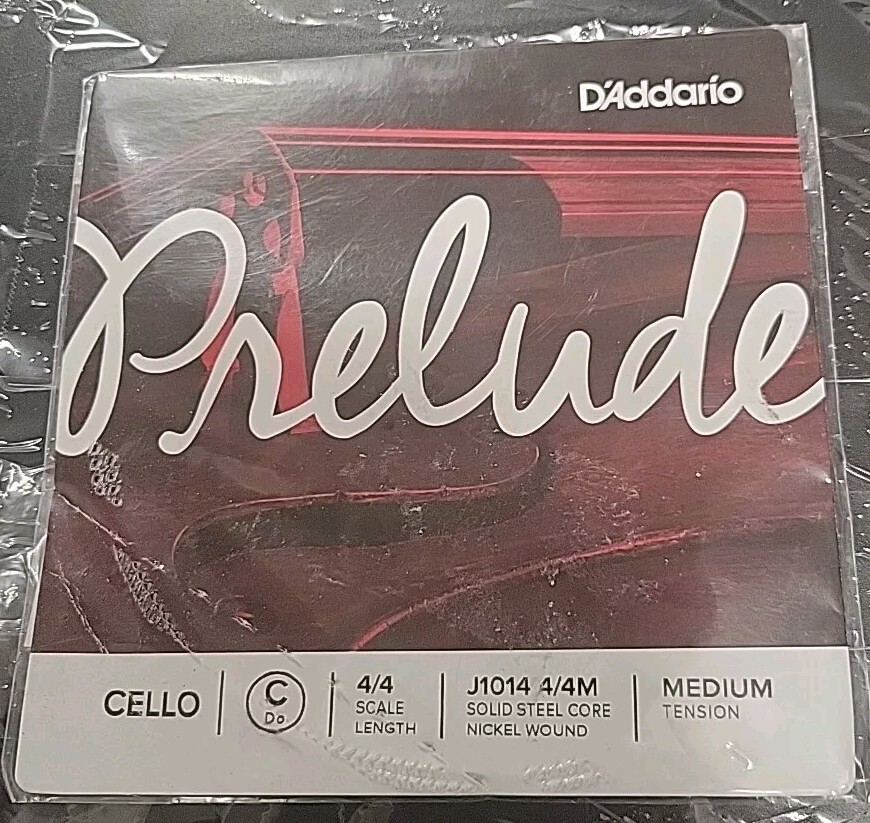 D'Addario
Prelude
CELLO
C
Do
4/4
SCALE
LENGTH
J1014 4/4M
SOLID STEEL CORE
NICKEL WOUND
MEDIUM
TENSION